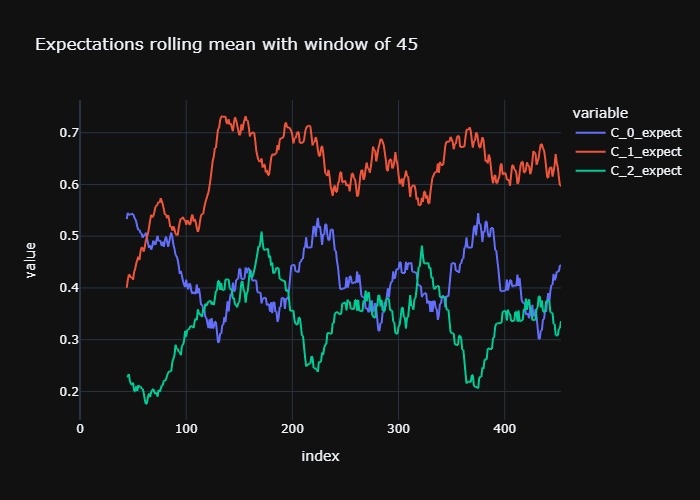 Expectations rolling mean with window of 45
variable
C_0_expect
C_1_expect
C_2_expect
value
0.7
0.6
0.5
0.4
0.3
0.2
0
100
200
300
400
index